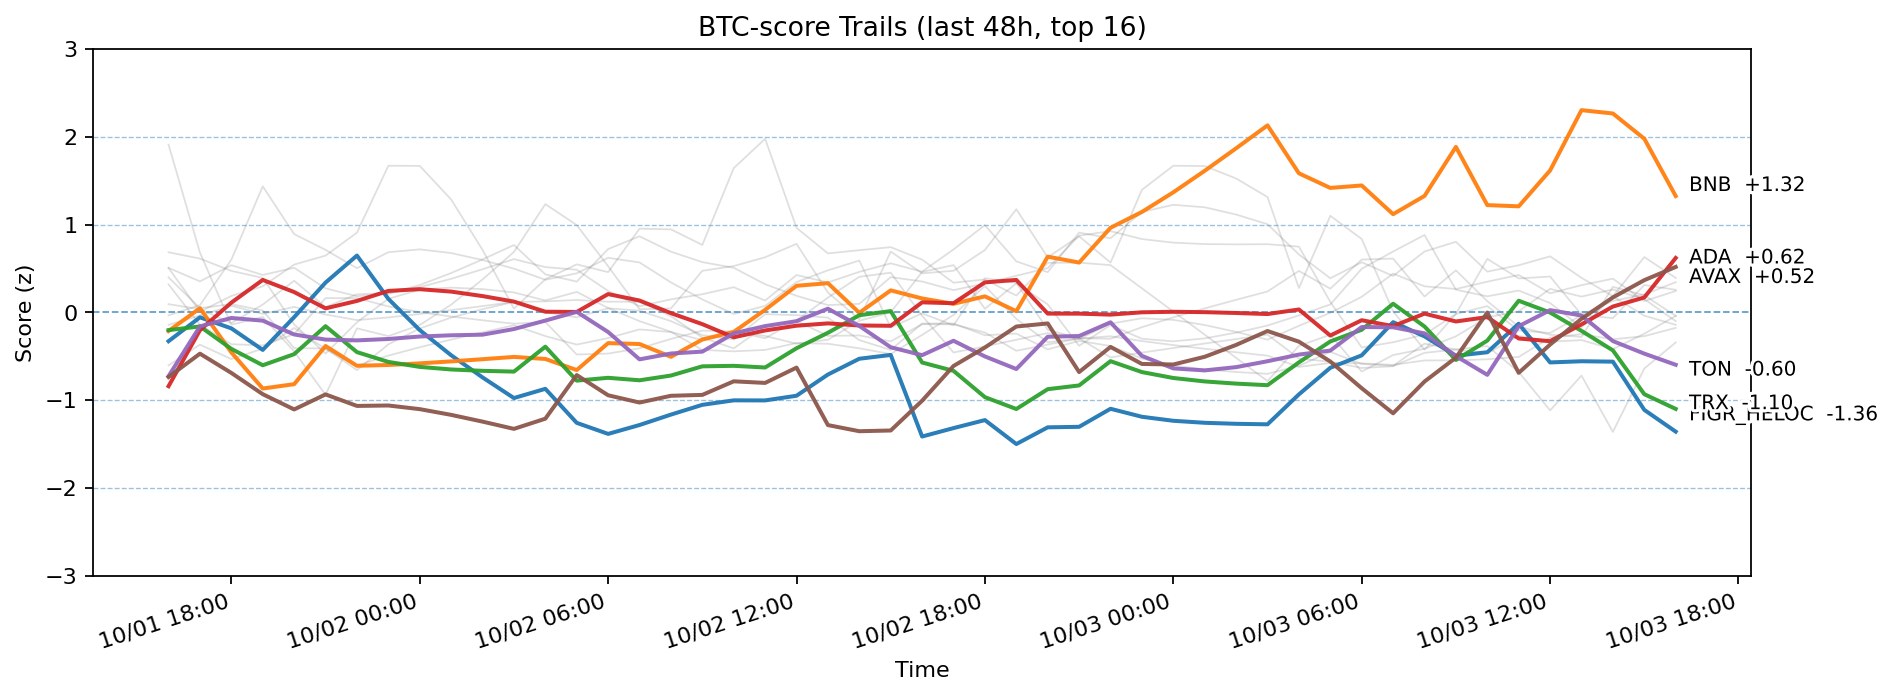 BTC-score Trails (last 48h, top 16)
Score (z)
3
2
1
0
−1
−2
−3
BNB +1.32
ADA +0.62
AVAX +0.52
TON -0.60
TRX -1.10
FIGR_HELOC -1.36
10/01 18:00
10/02 00:00
10/02 06:00
10/02 12:00
10/02 18:00
10/03 00:00
10/03 06:00
10/03 12:00
10/03 18:00
Time